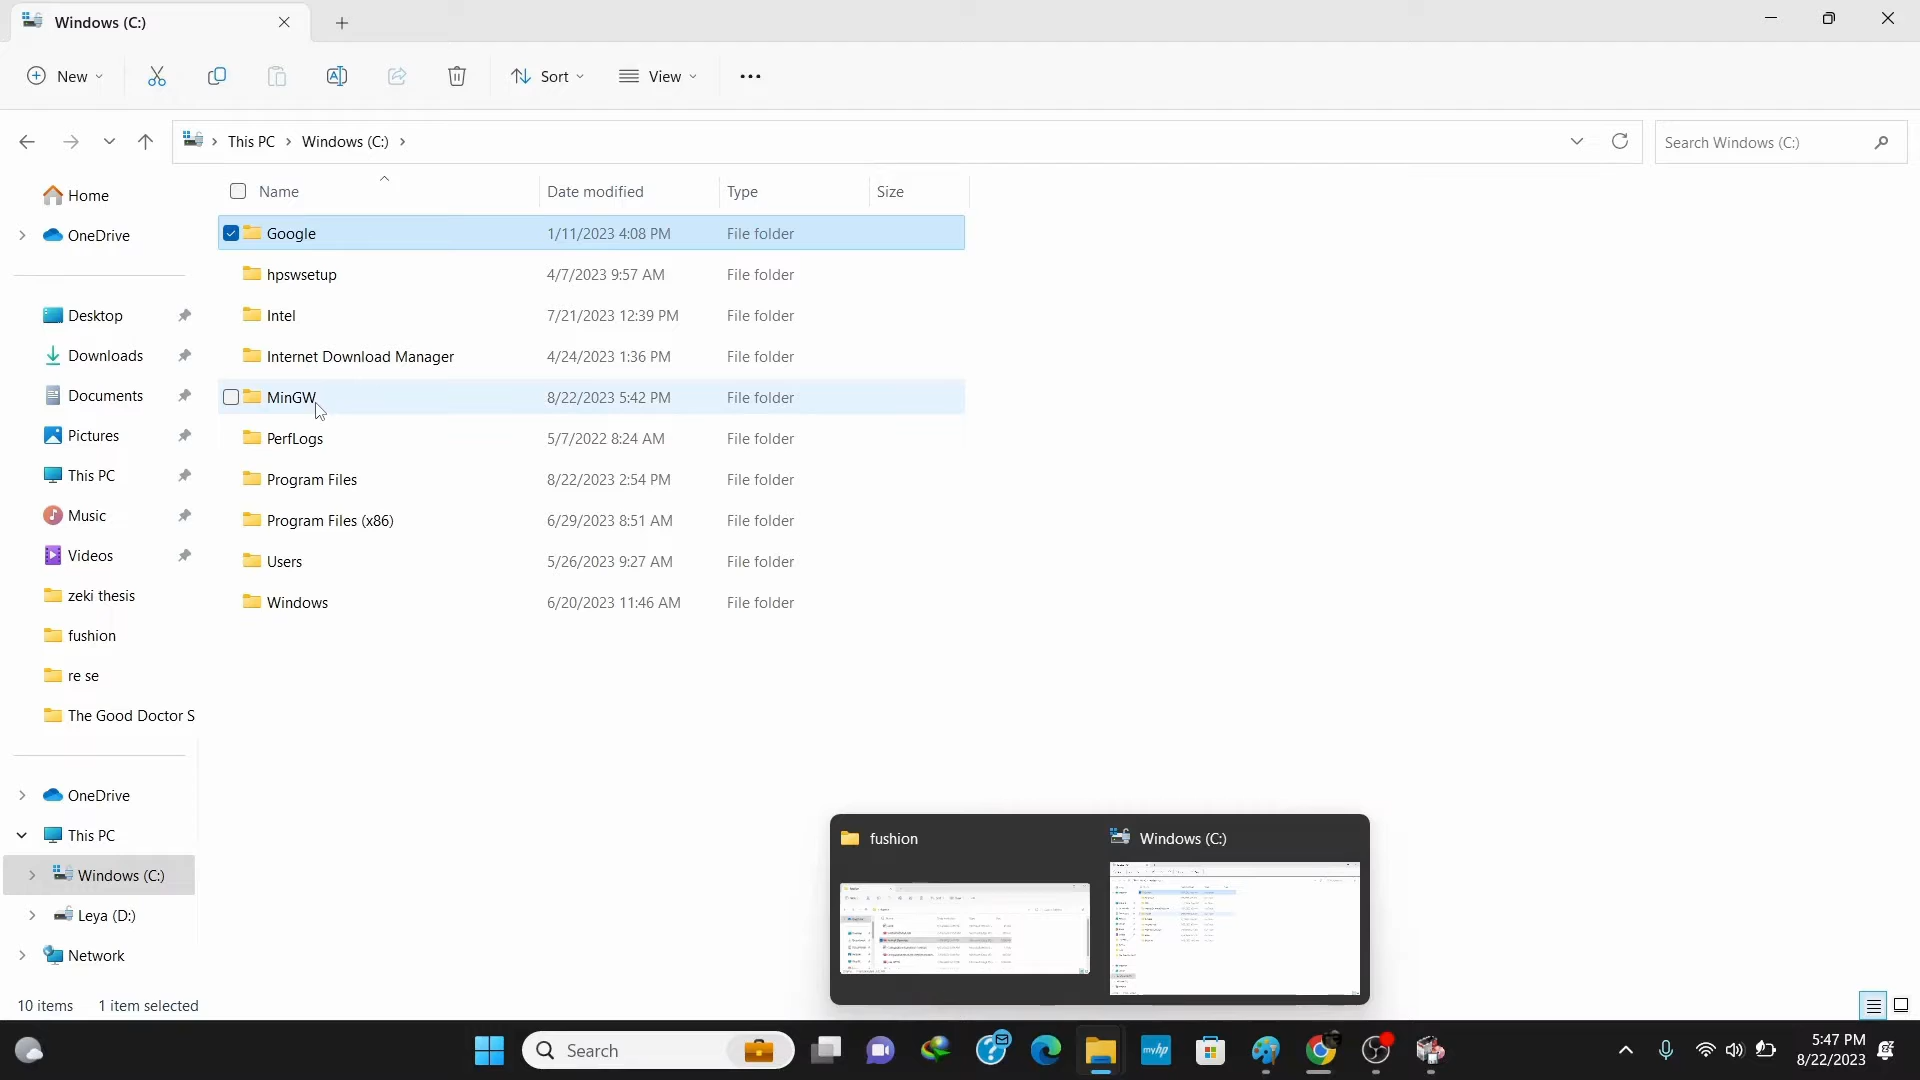 Windows (C:)
New
Sort
View
This PC
Windows (C:)
Search Windows (C:)
Name
Date modified
Type
Size
Google 1/11/2023 4:08 PM File folder
hpswsetup 4/7/2023 9:57 AM File folder
Intel 7/21/2023 12:39 PM File folder
Internet Download Manager 4/24/2023 1:36 PM File folder
MinGW 8/22/2023 5:42 PM File folder
PerfLogs 5/7/2022 8:24 AM File folder
Program Files 8/22/2023 2:54 PM File folder
Program Files (x86) 6/29/2023 8:51 AM File folder
Users 5/26/2023 9:27 AM File folder
Windows 6/20/2023 11:46 AM File folder
Home
OneDrive
Desktop
Downloads
Documents
Pictures
This PC
Music
Videos
zeki thesis
fushion
re se
The Good Doctor S
OneDrive
This PC
Windows (C:)
Leya (D:)
Network
10 items 1 item selected
fushion
Windows (C:)
Search
myhp
5:47 PM
8/22/2023